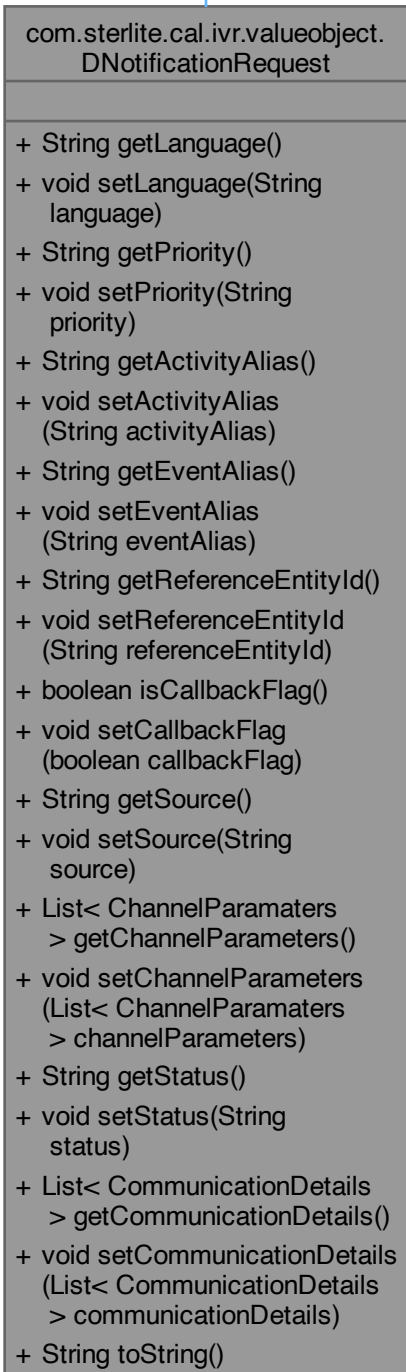 com.sterlite.cal.ivr.valueobject.
DNotificationRequest
+ String getLanguage()
+ void setLanguage(String
language)
+ String getPriority()
+ void setPriority(String
priority)
+ String getActivityAlias()
+ void setActivityAlias
(String activityAlias)
+ String getEventAlias()
+ void setEventAlias
(String eventAlias)
+ String getReferenceEntityId()
+ void setReferenceEntityId
(String referenceEntityId)
+ boolean isCallbackFlag()
+ void setCallbackFlag
(boolean callbackFlag)
+ String getSource()
+ void setSource(String
source)
+ List< ChannelParamaters
> getChannelParameters()
+ void setChannelParameters
(List< ChannelParamaters
> channelParameters)
+ String getStatus()
+ void setStatus(String
status)
+ List< CommunicationDetails
> getCommunicationDetails()
+ void setCommunicationDetails
(List< CommunicationDetails
> communicationDetails)
+ String toString()